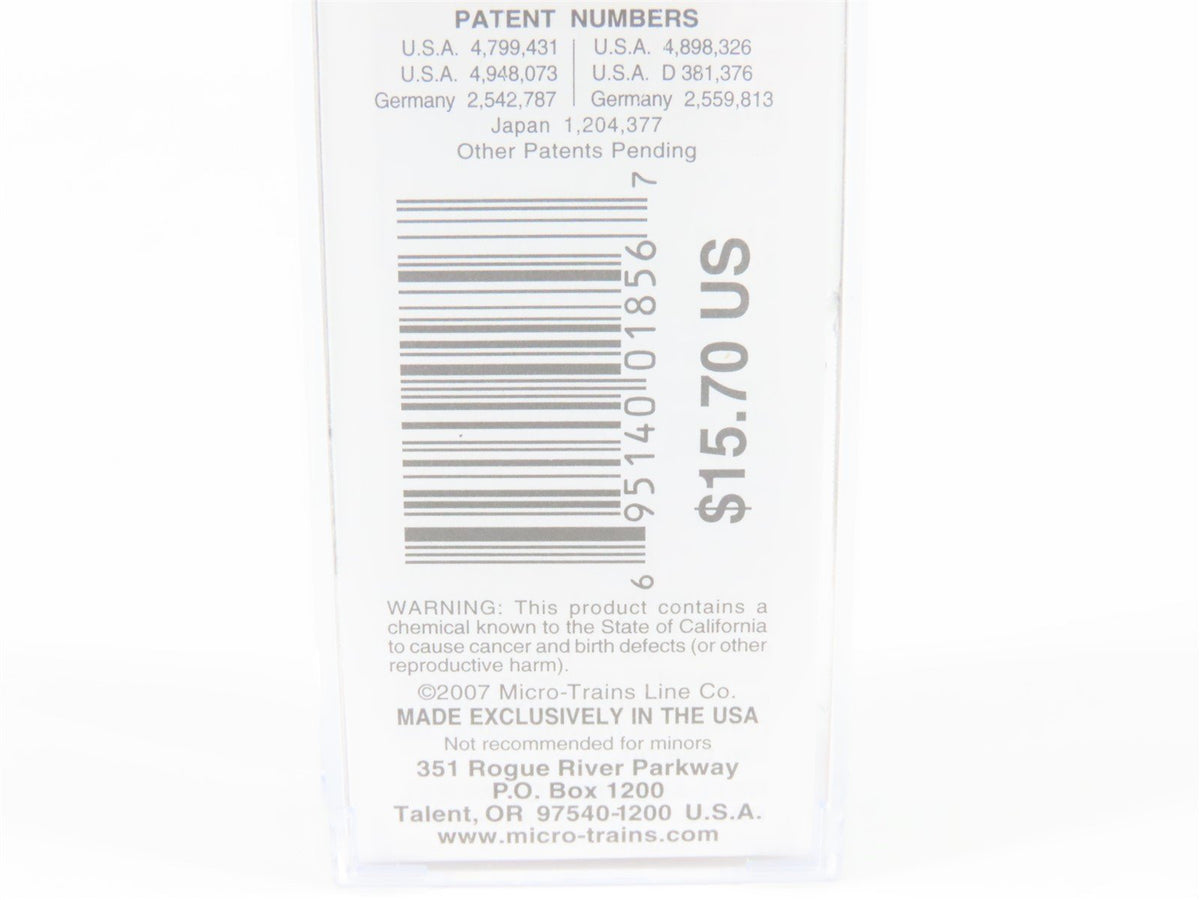 PATENT NUMBERS
U.S.A. 4,799,431 U.S.A. 4,898,326
U.S.A. 4,948,073 U.S.A. D 381,376
Germany 2,542,787 Germany 2,559,813
Japan 1,204,377
Other Patents Pending
6 95140 01856 7
$15.70 US
WARNING: This product contains a
chemical known to the State of California
to cause cancer and birth defects (or other
reproductive harm).
©2007 Micro-Trains Line Co.
MADE EXCLUSIVELY IN THE USA
Not recommended for minors
351 Rogue River Parkway
P.O. Box 1200
Talent, OR 97540-1200 U.S.A.
www.micro-trains.com